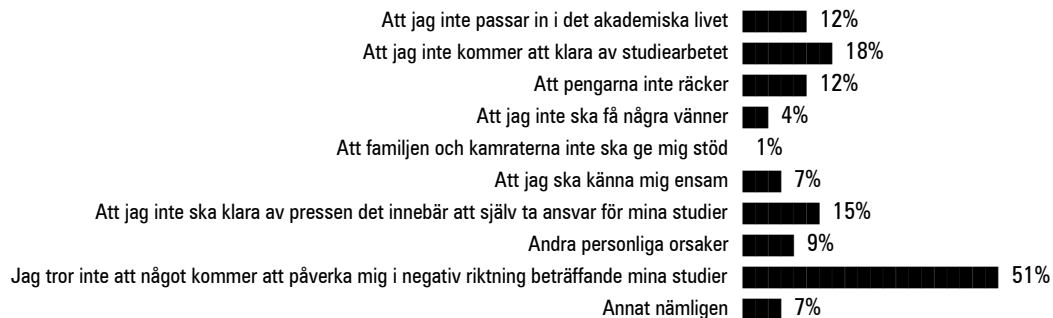 Att jag inte passar in i det akademiska livet 12%
Att jag inte kommer att klara av studiearbetet 18%
Att pengarna inte räcker 12%
Att jag inte ska få några vänner 4%
Att familjen och kamraterna inte ska ge mig stöd 1%
Att jag ska känna mig ensam 7%
Att jag inte ska klara av pressen det innebär att själv ta ansvar för mina studier 15%
Andra personliga orsaker 9%
Jag tror inte att något kommer att påverka mig i negativ riktning beträffande mina studier 51%
Annat nämligen 7%